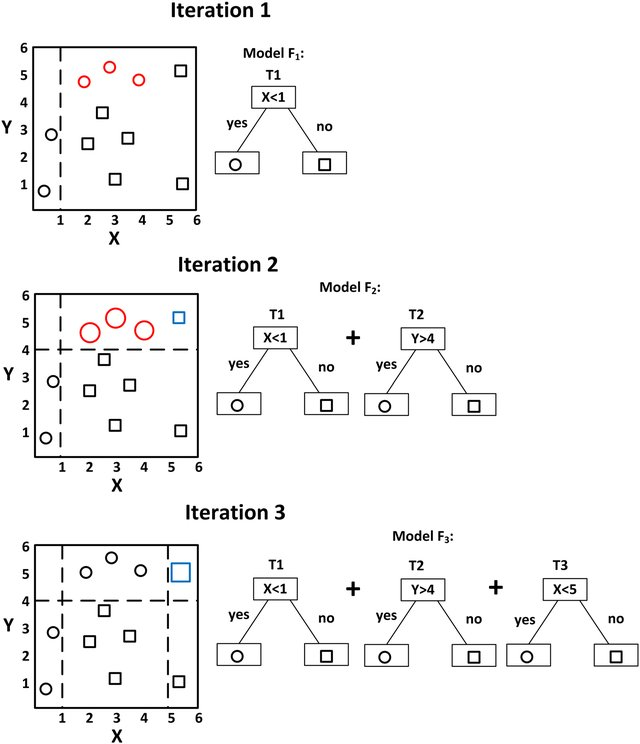 Iteration 1
Model F1:
T1
X<1
yes
no
6
5
4
3
2
1
Y
1 2 3 4 5 6
X
Iteration 2
Model F2:
T1
X<1
yes
no
+
T2
Y>4
yes
no
6
5
4
3
2
1
Y
1 2 3 4 5 6
X
Iteration 3
Model F3:
T1
X<1
yes
no
+
T2
Y>4
yes
no
+
T3
X<5
yes
no
6
5
4
3
2
1
Y
1 2 3 4 5 6
X